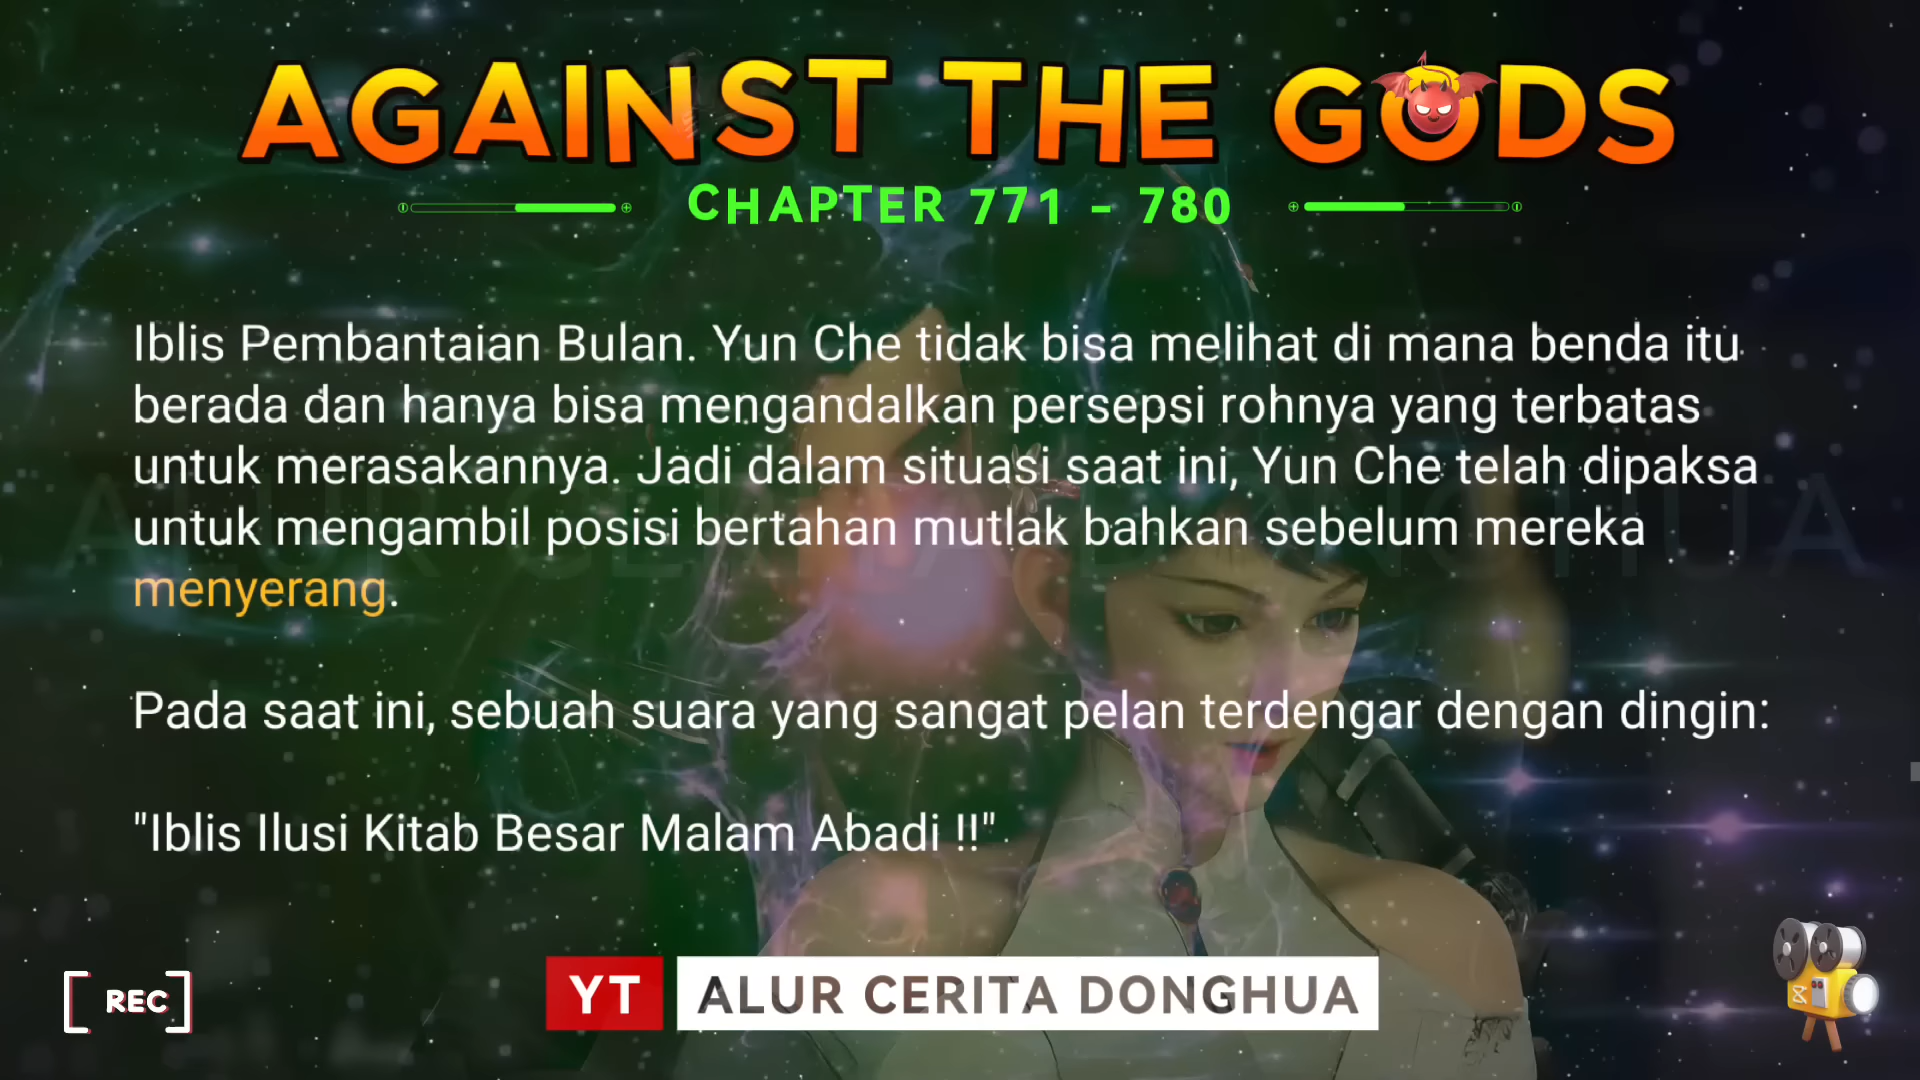 AGAINST THE GODS
CHAPTER 771 - 780
Iblis Pembantaian Bulan. Yun Che tidak bisa melihat di mana benda itu
berada dan hanya bisa mengandalkan persepsi rohnya yang terbatas
untuk merasakannya. Jadi dalam situasi saat ini, Yun Che telah dipaksa
untuk mengambil posisi bertahan mutlak bahkan sebelum mereka
menyerang.
Pada saat ini, sebuah suara yang sangat pelan terdengar dengan dingin:
"Iblis Ilusi Kitab Besar Malam Abadi !!"
ALUR CERITA DONGHUA
REC
YT ALUR CERITA DONGHUA